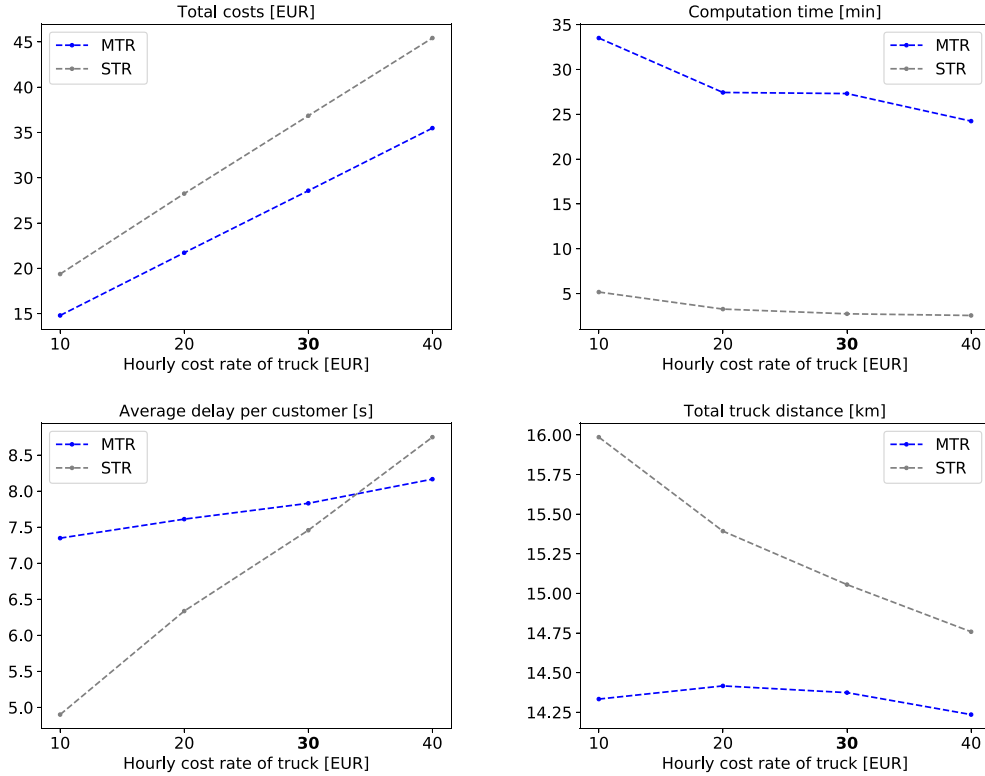 Total costs [EUR]
45
40
35
30
25
20
15
MTR
STR
10 20 30 40
Hourly cost rate of truck [EUR]
Computation time [min]
35
30
25
20
15
10
5
MTR
STR
10 20 30 40
Hourly cost rate of truck [EUR]
Average delay per customer [s]
8.5
8.0
7.5
7.0
6.5
6.0
5.5
5.0
MTR
STR
10 20 30 40
Hourly cost rate of truck [EUR]
Total truck distance [km]
16.00
15.75
15.50
15.25
15.00
14.75
14.50
14.25
MTR
STR
10 20 30 40
Hourly cost rate of truck [EUR]